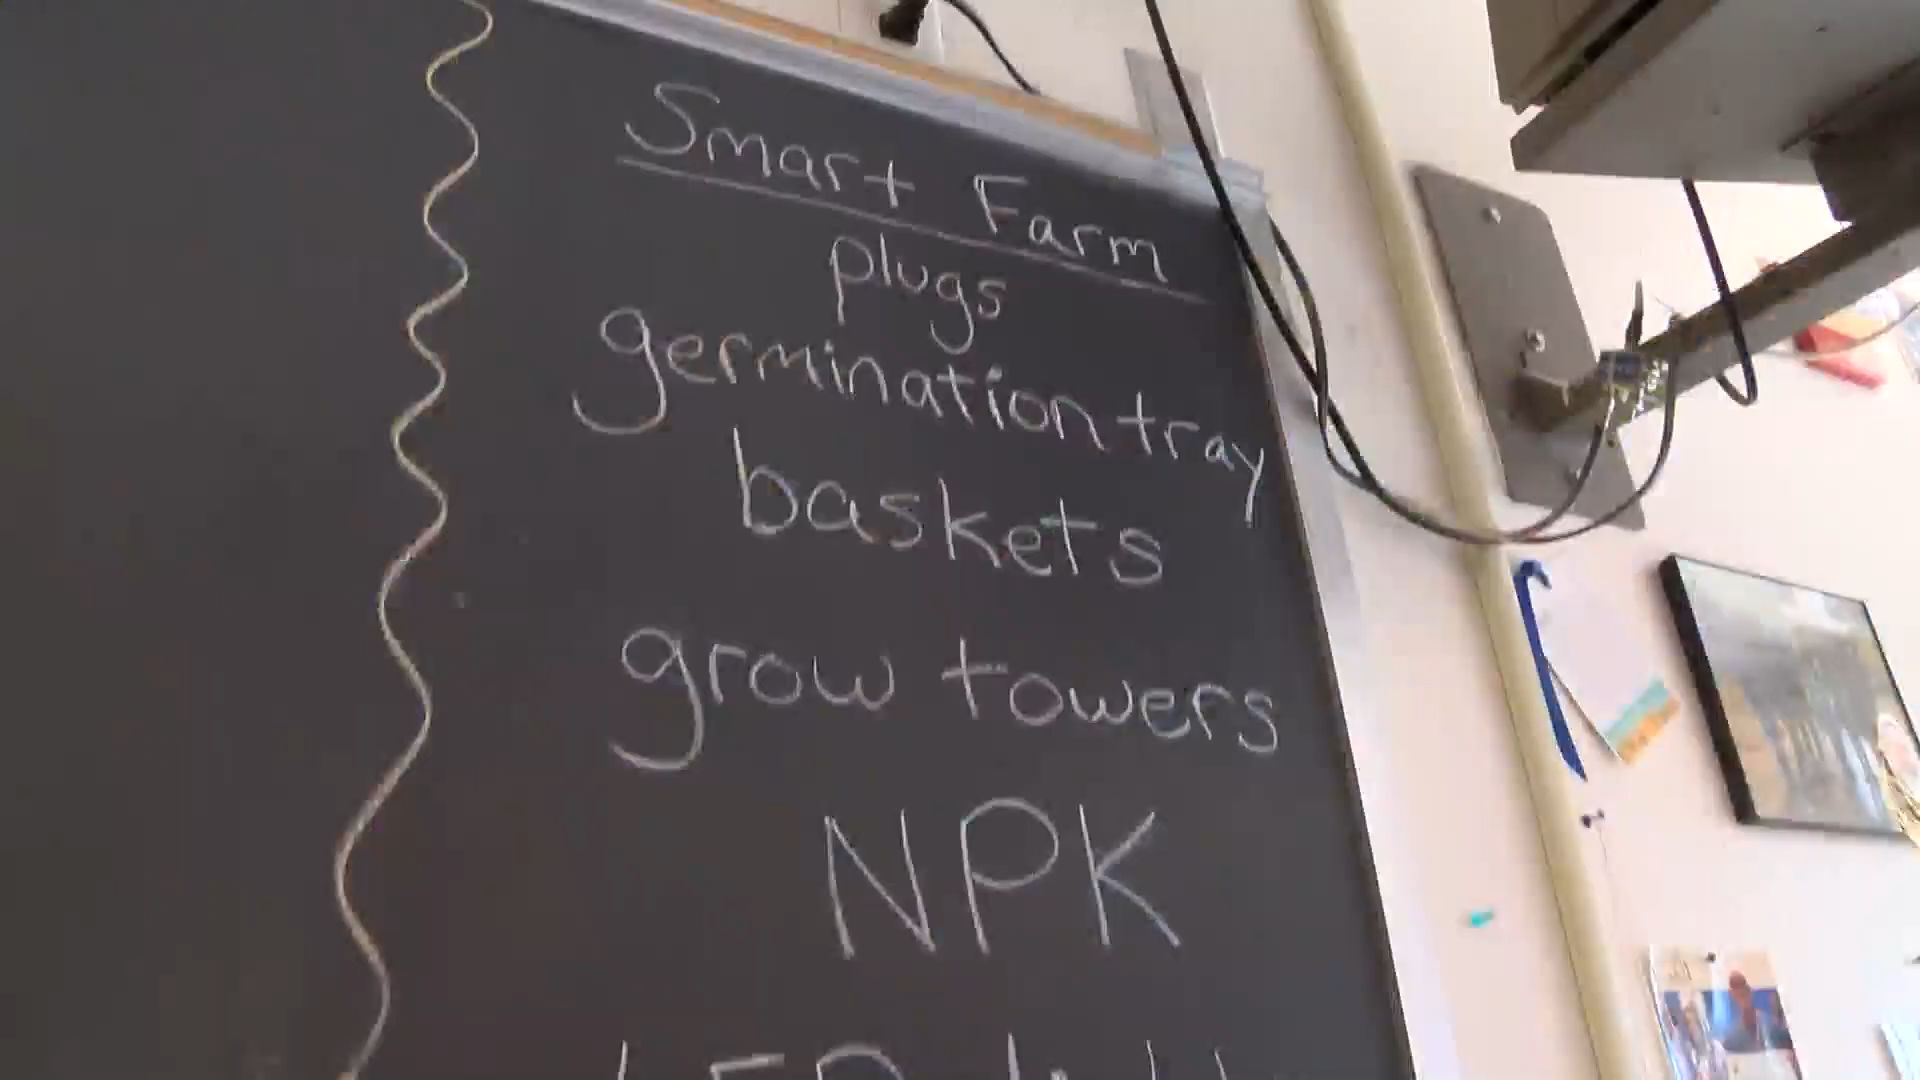 Smart Farm
plugs
germination tray
baskets
grow towers
NPK